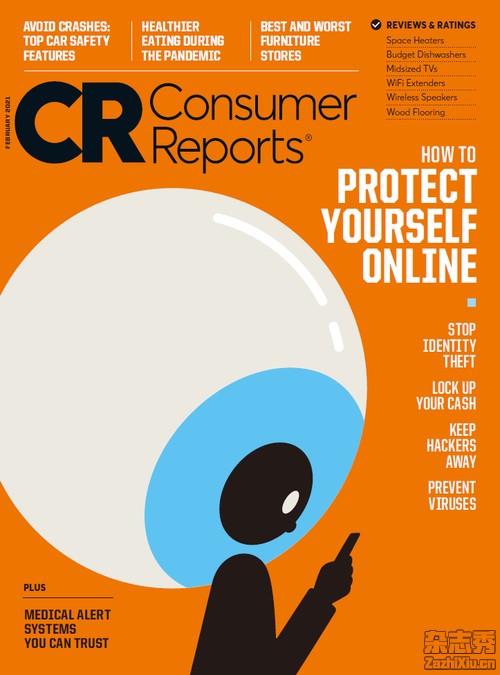 AVOID CRASHES:
TOP CAR SAFETY
FEATURES
HEALTHIER
EATING DURING
THE PANDEMIC
BEST AND WORST
FURNITURE
STORES
REVIEWS & RATINGS
Space Heaters
Budget Dishwashers
Midsized TVs
WiFi Extenders
Wireless Speakers
Wood Flooring
FEBRUARY 2021
CR Consumer
Reports®
HOW TO
PROTECT
YOURSELF
ONLINE
STOP
IDENTITY
THEFT
LOCK UP
YOUR CASH
KEEP
HACKERS
AWAY
PREVENT
VIRUSES
PLUS
MEDICAL ALERT
SYSTEMS
YOU CAN TRUST
杂志秀
ZazhiXiu.cn